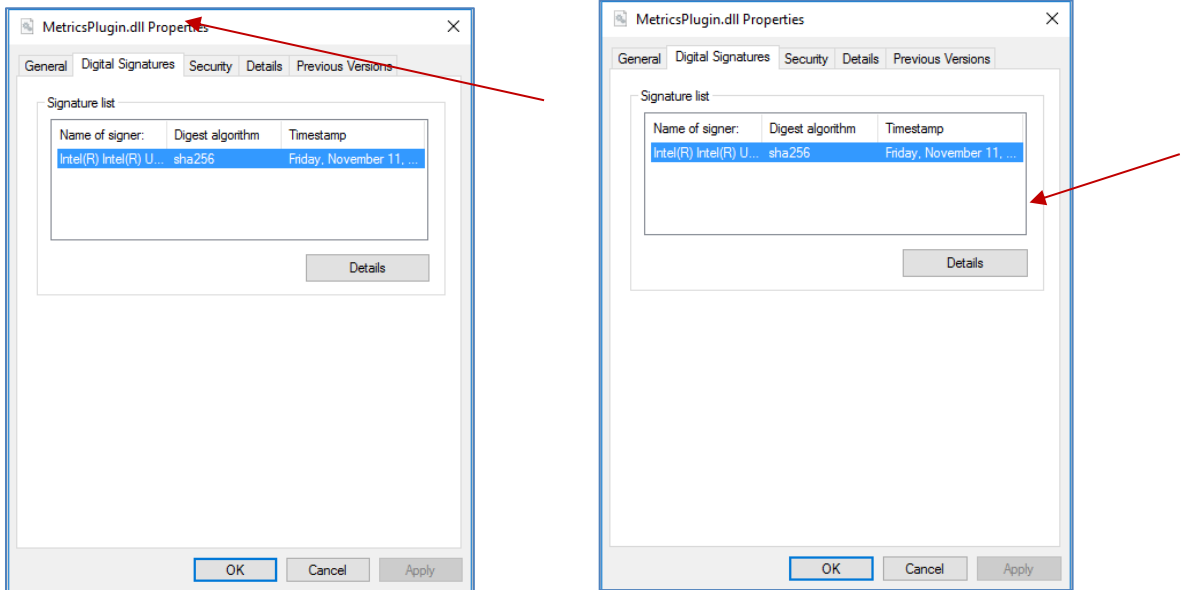 MetricsPlugin.dll Properties
General Digital Signatures Security Details Previous Versions
Signature list
Name of signer: Digest algorithm Timestamp
Intel(R) Intel(R) U... sha256 Friday, November 11, ...
Details
OK Cancel Apply
MetricsPlugin.dll Properties
General Digital Signatures Security Details Previous Versions
Signature list
Name of signer: Digest algorithm Timestamp
Intel(R) Intel(R) U... sha256 Friday, November 11, ...
Details
OK Cancel Apply